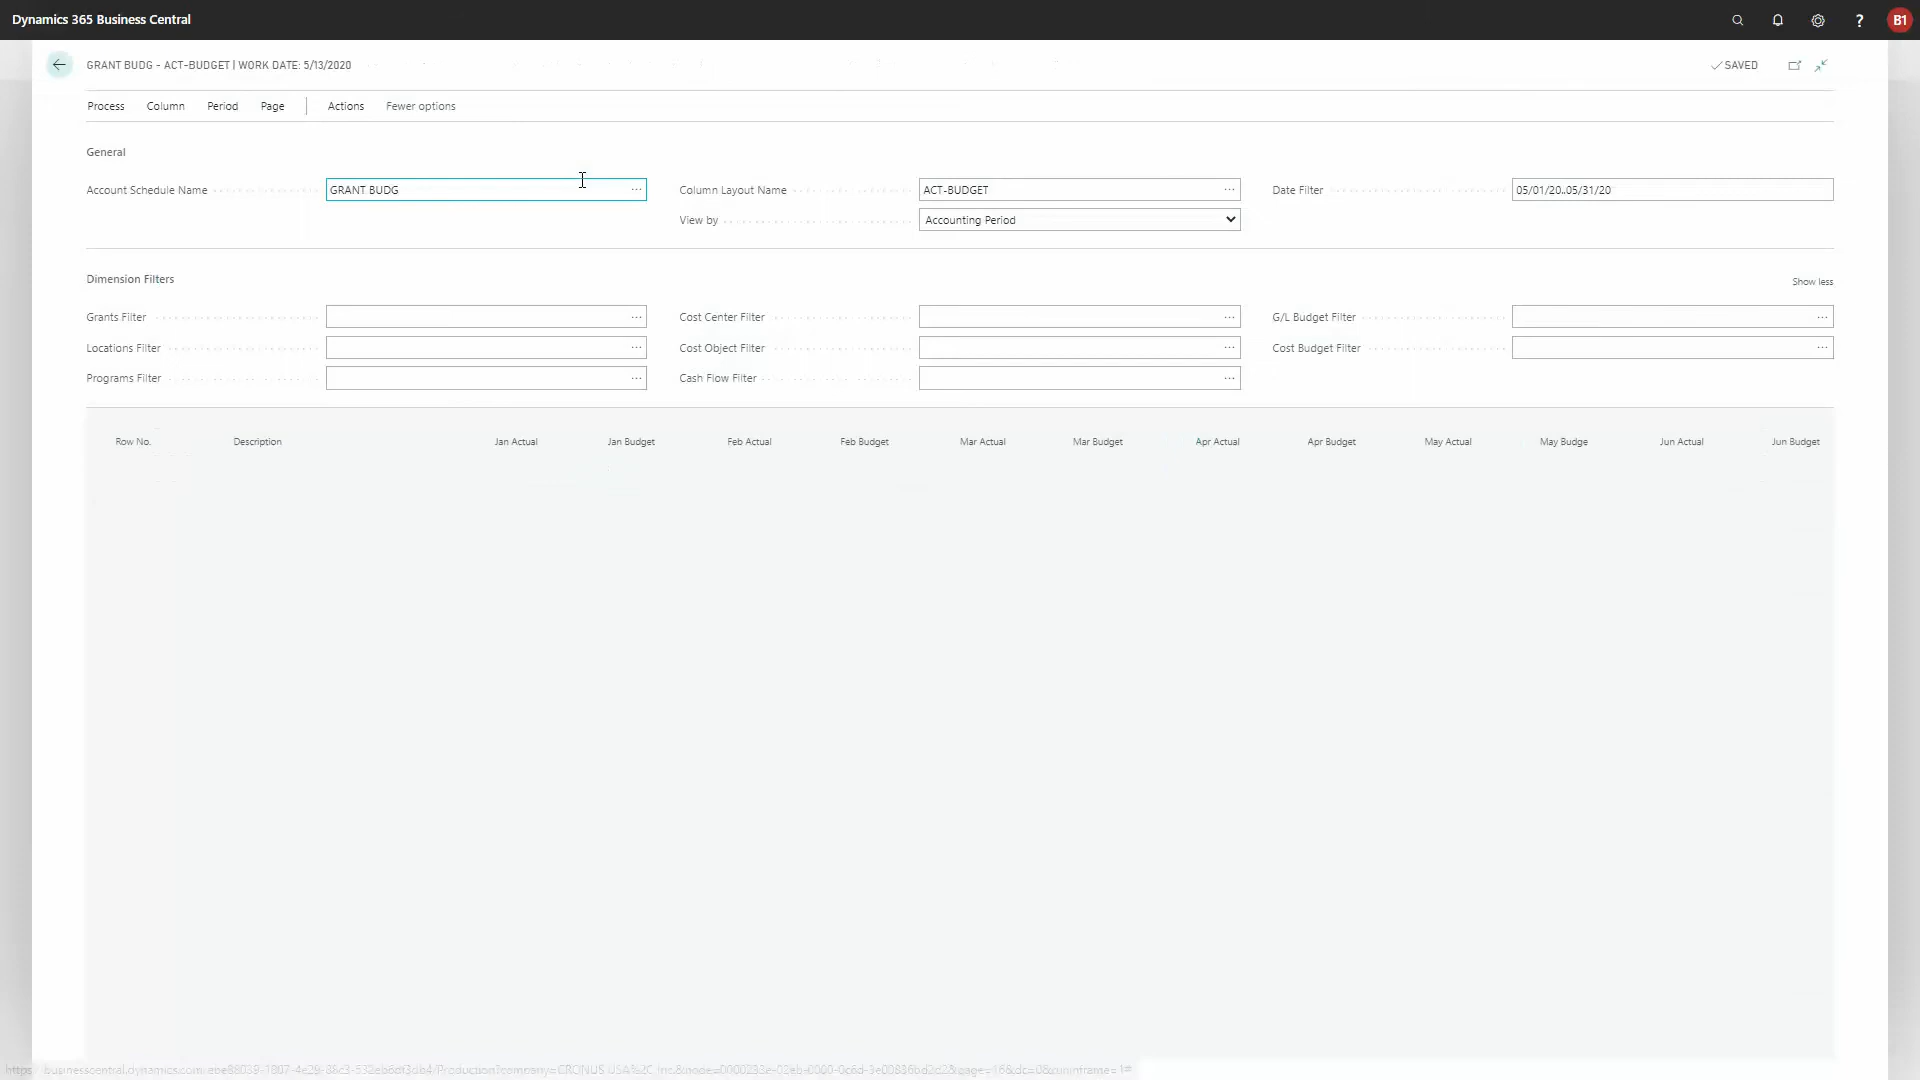 Dynamics 365 Business Central
? B1
GRANT BUDG - ACT-BUDGET | WORK DATE: 5/13/2020
SAVED
Process Column Period Page | Actions Fewer options
General
Account Schedule Name GRANT BUDG ... Column Layout Name ACT-BUDGET ... Date Filter 05/01/20..05/31/20
View by Accounting Period
Dimension Filters Show less
Grants Filter ... Cost Center Filter ... G/L Budget Filter ...
Locations Filter ... Cost Object Filter ... Cost Budget Filter ...
Programs Filter ... Cash Flow Filter ...
Row No. Description Jan Actual Jan Budget Feb Actual Feb Budget Mar Actual Mar Budget Apr Actual Apr Budget May Actual May Budge Jun Actual Jun Budget